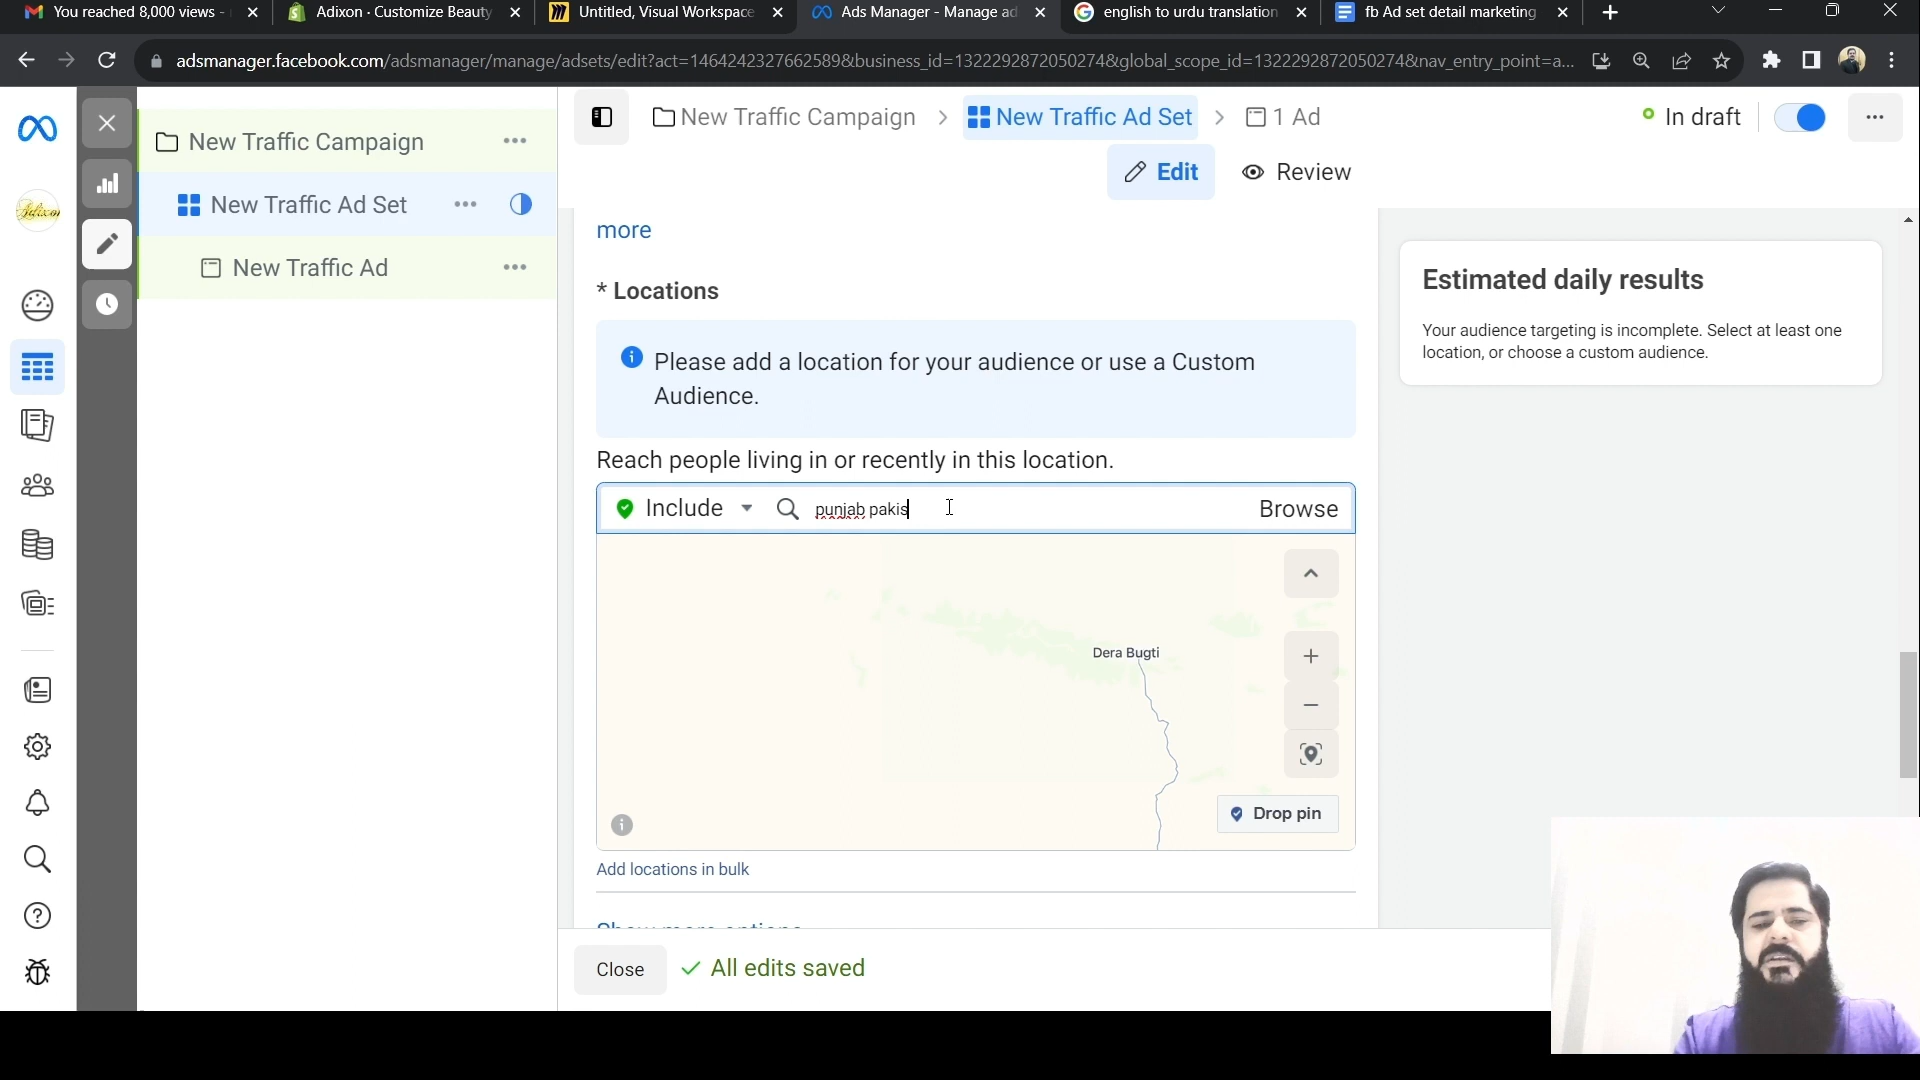 You reached 8,000 views -
Adixon · Customize Beauty
Untitled, Visual Workspace
Ads Manager - Manage ad
english to urdu translation
fb Ad set detail marketing
adsmanager.facebook.com/adsmanager/manage/adsets/edit?act=1464242327662589&business_id=1322292872050274&global_scope_id=1322292872050274&nav_entry_point=a...
New Traffic Campaign
New Traffic Ad Set
1 Ad
In draft
Edit
Review
Adixon
New Traffic Campaign
New Traffic Ad Set
New Traffic Ad
more
* Locations
Please add a location for your audience or use a Custom
Audience.
Reach people living in or recently in this location.
Include
punjab pakis
Browse
Dera Bugti
Drop pin
Add locations in bulk
Show more options
Close
All edits saved
Estimated daily results
Your audience targeting is incomplete. Select at least one
location, or choose a custom audience.